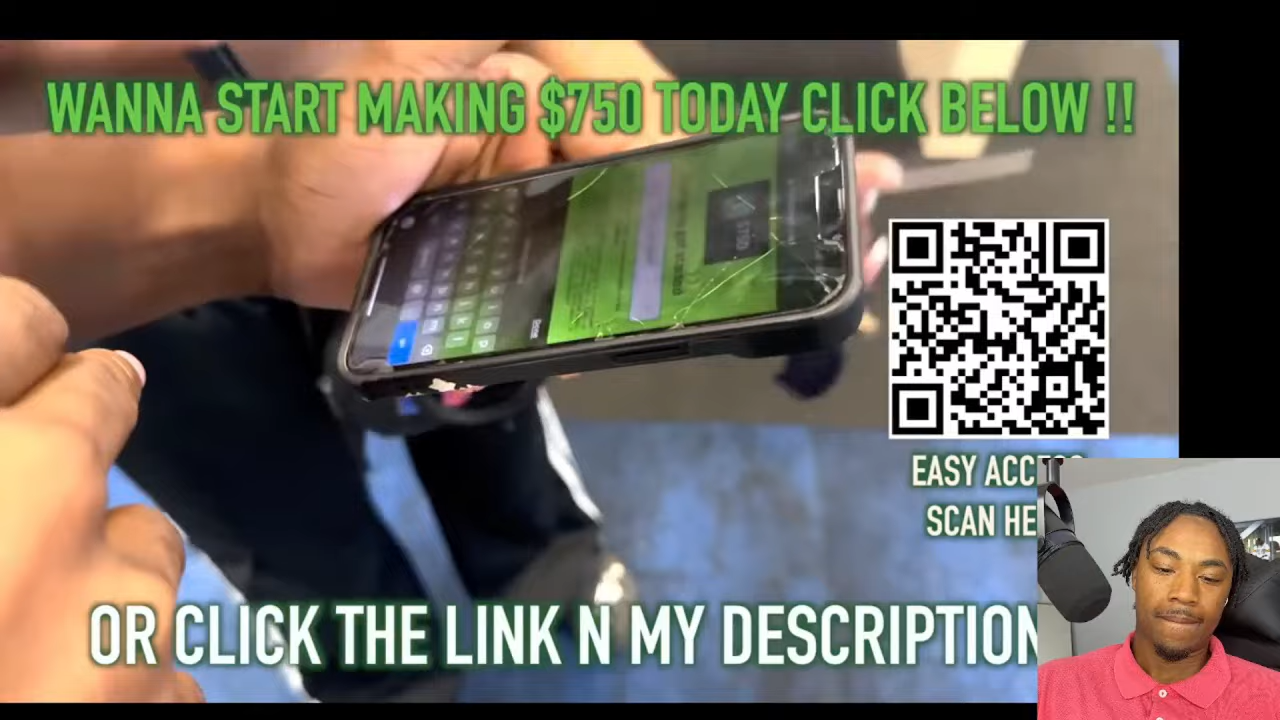 WANNA START MAKING $750 TODAY CLICK BELOW !!
EASY
SCAN
OR CLICK THE LINK N MY DESCRIPTION